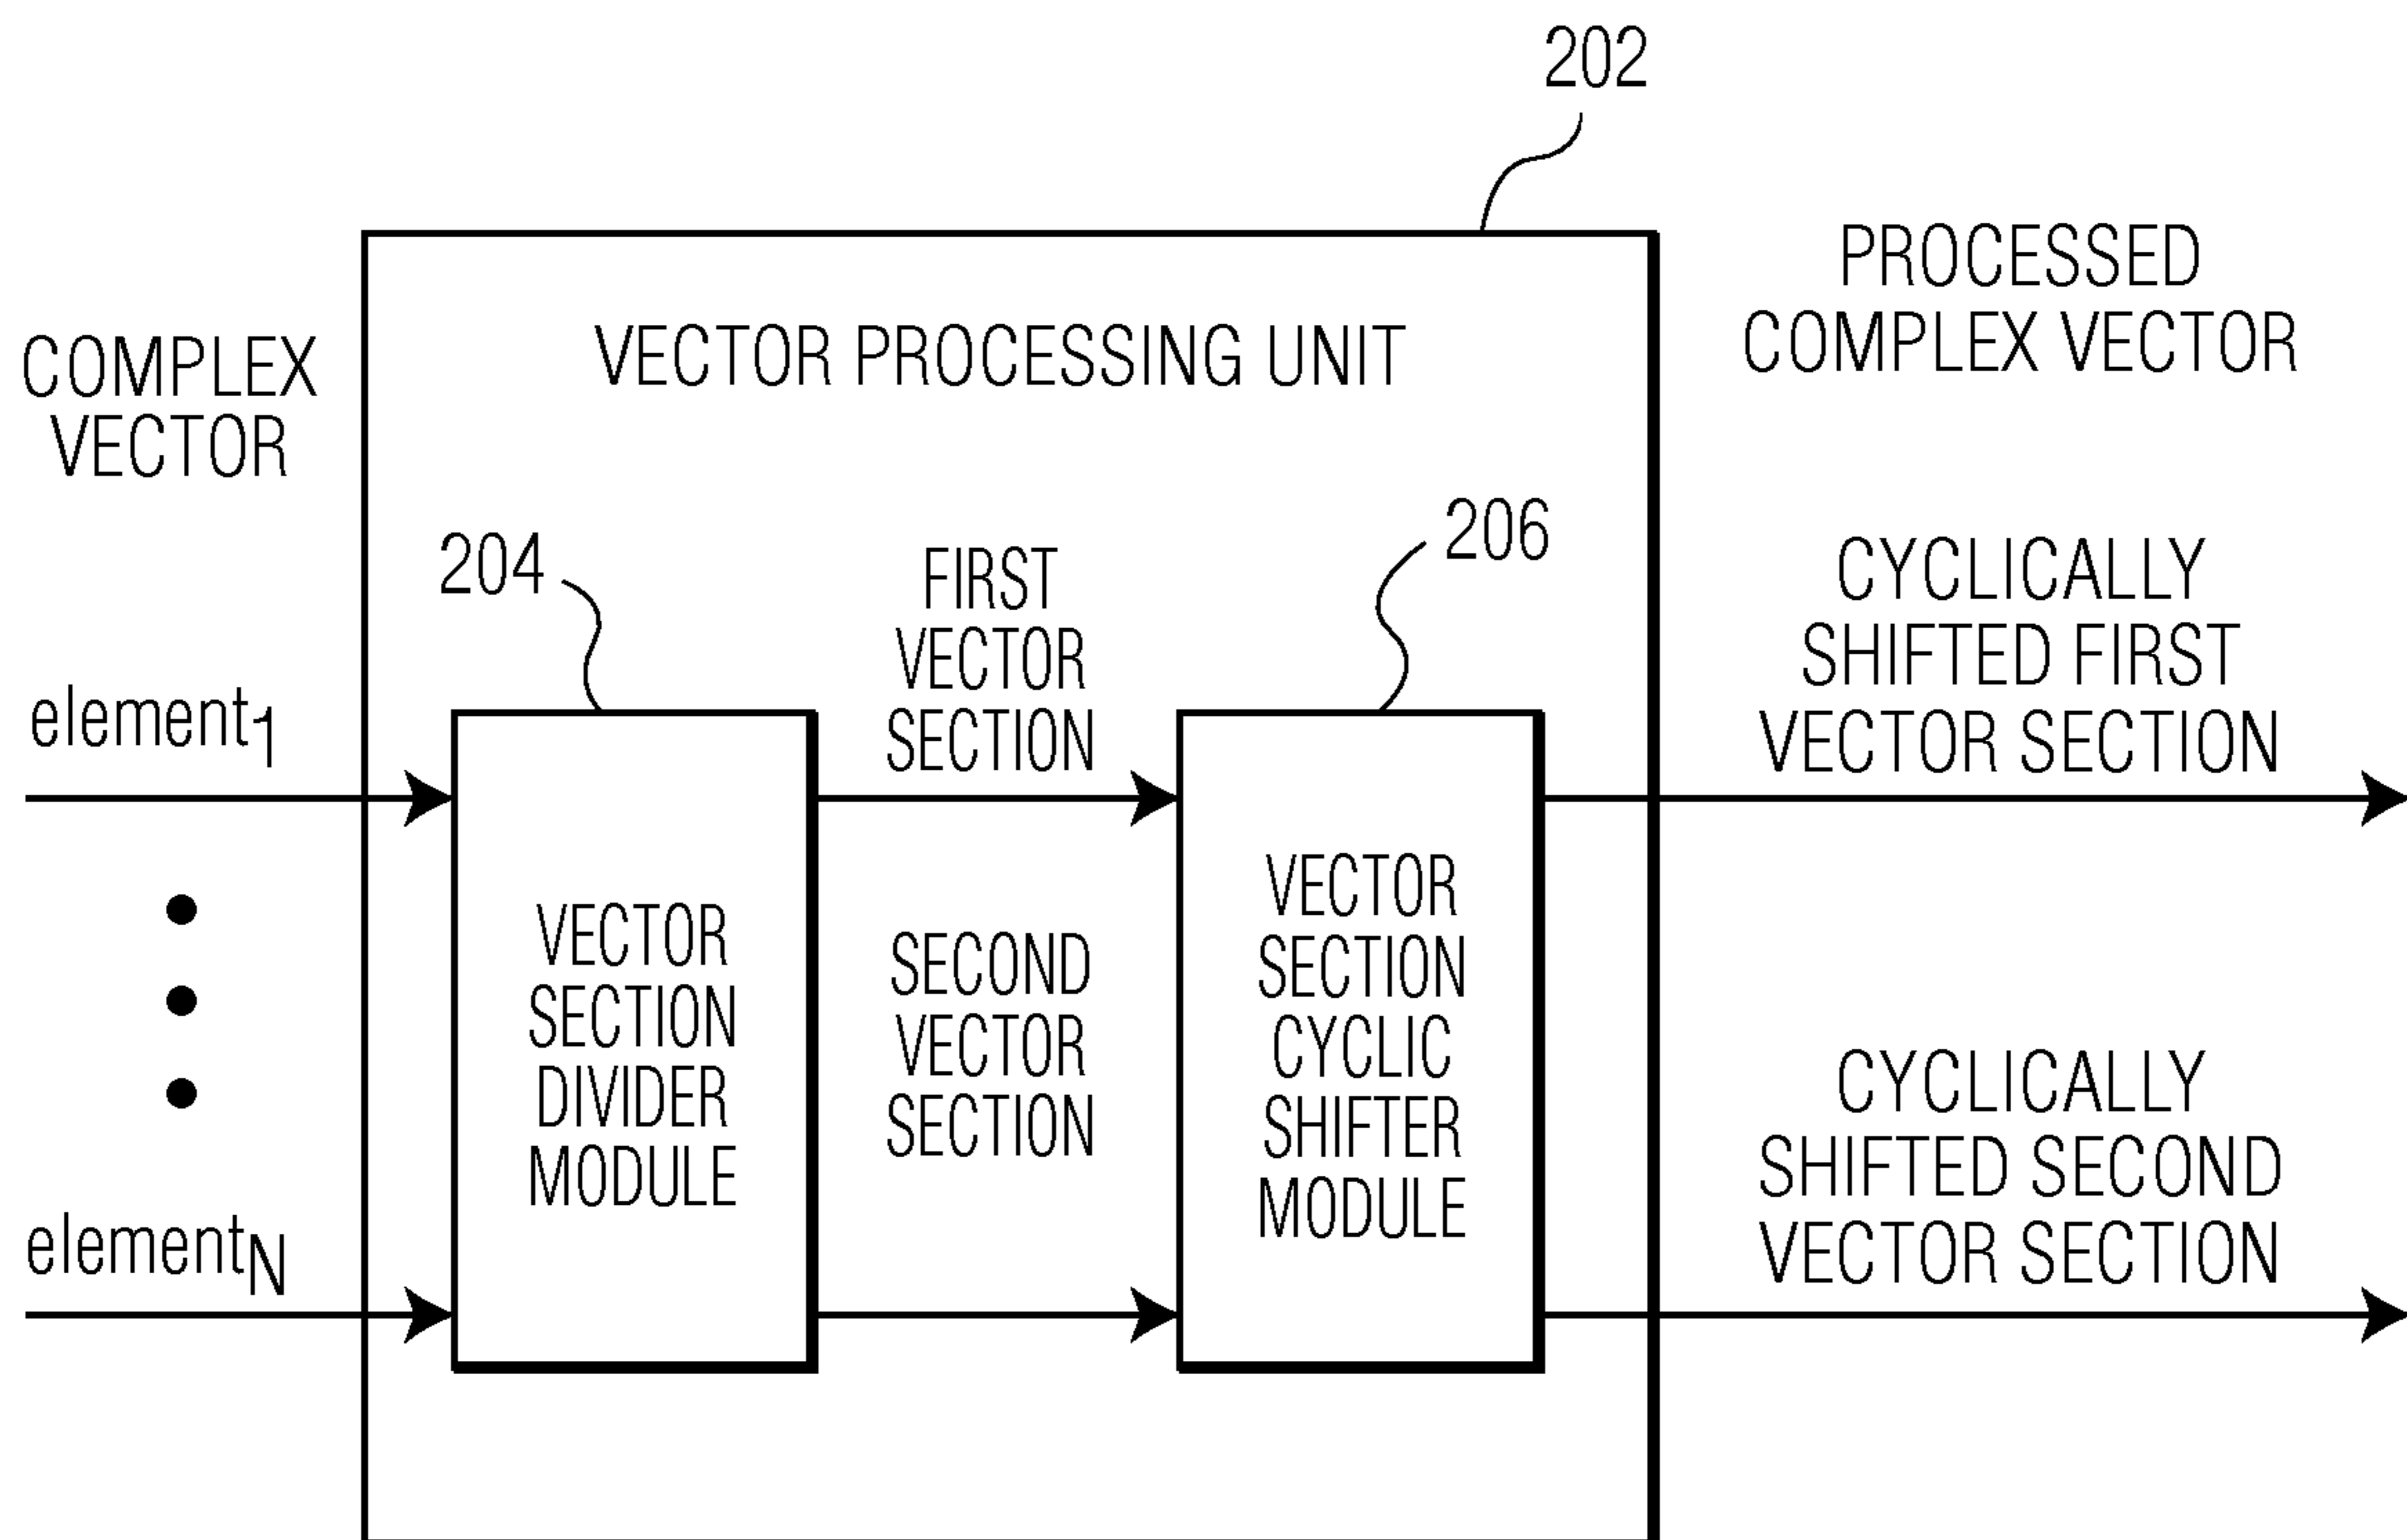 202
PROCESSED
COMPLEX VECTOR
COMPLEX
VECTOR
VECTOR PROCESSING UNIT
204
206
FIRST
VECTOR
SECTION
CYCLICALLY
SHIFTED FIRST
VECTOR SECTION
element1
VECTOR
SECTION
DIVIDER
MODULE
SECOND
VECTOR
SECTION
VECTOR
SECTION
CYCLIC
SHIFTER
MODULE
CYCLICALLY
SHIFTED SECOND
VECTOR SECTION
elementN